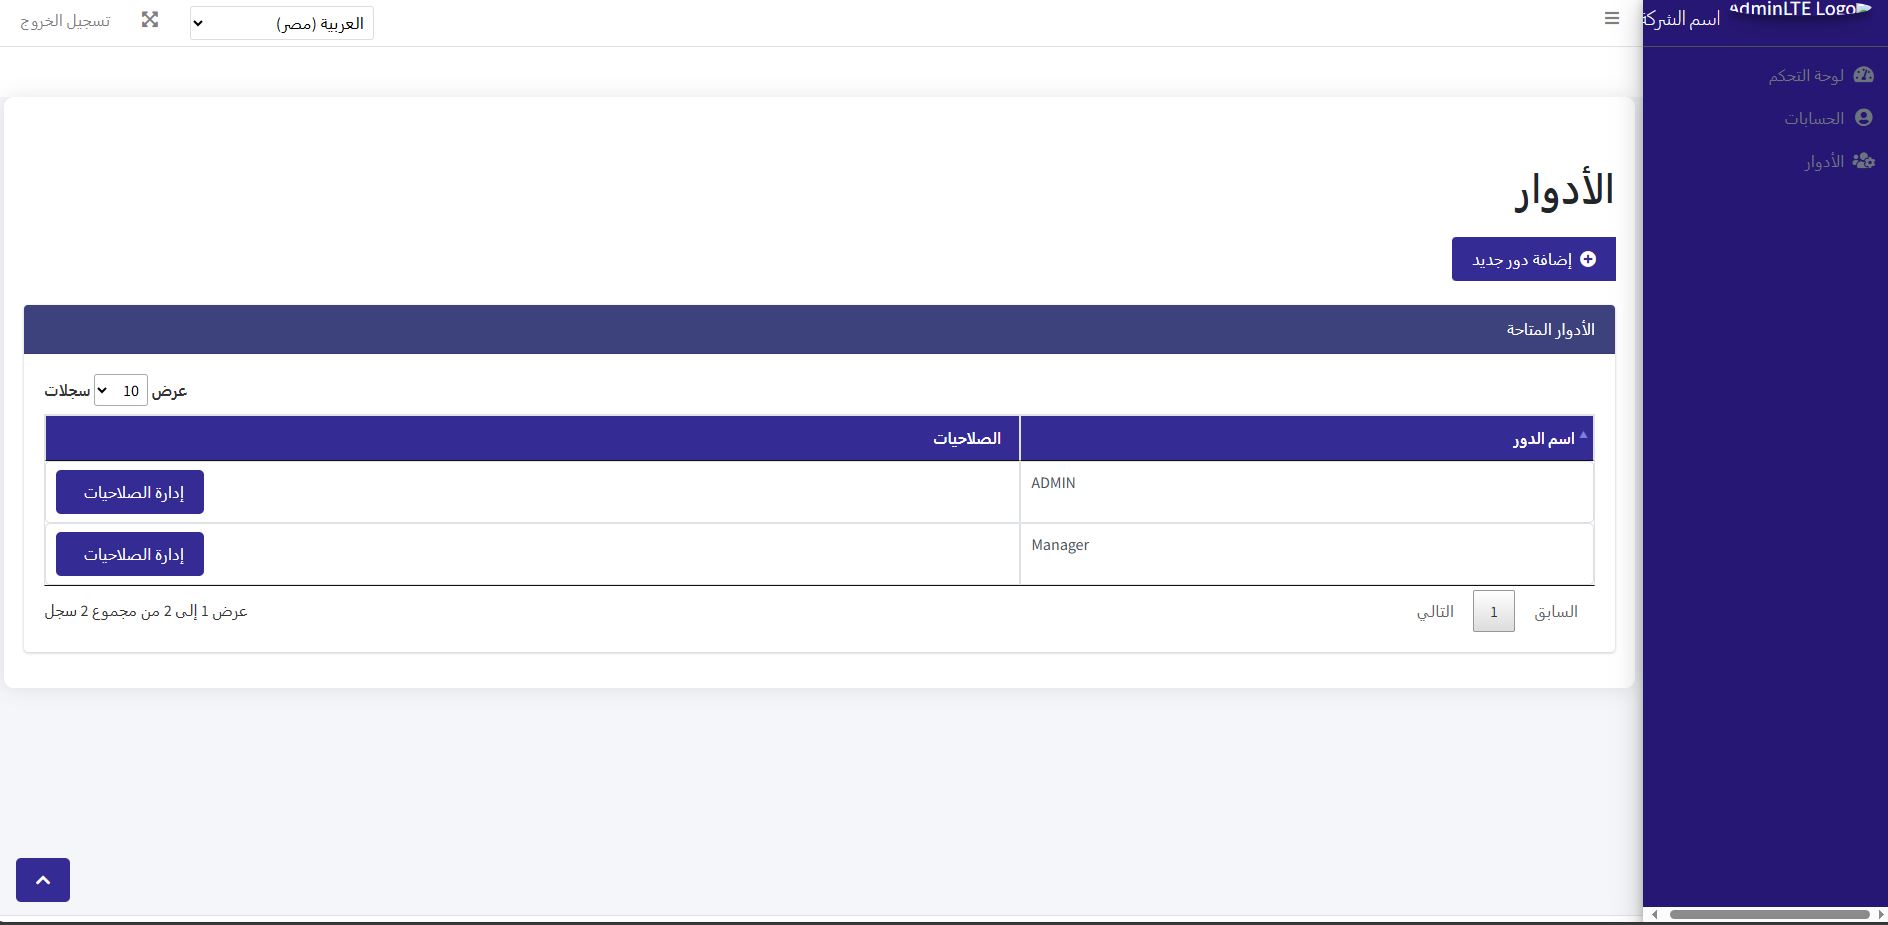 AdminLTE Logo
اسم الشركة
العربية (مصر)
تسجيل الخروج
لوحة التحكم
الحسابات
الأدوار
الأدوار
إضافة دور جديد
الأدوار المتاحة
عرض 10 سجلات
اسم الدور
الصلاحيات
ADMIN
إدارة الصلاحيات
Manager
إدارة الصلاحيات
السابق
1
التالي
عرض 1 إلى 2 من مجموع 2 سجل